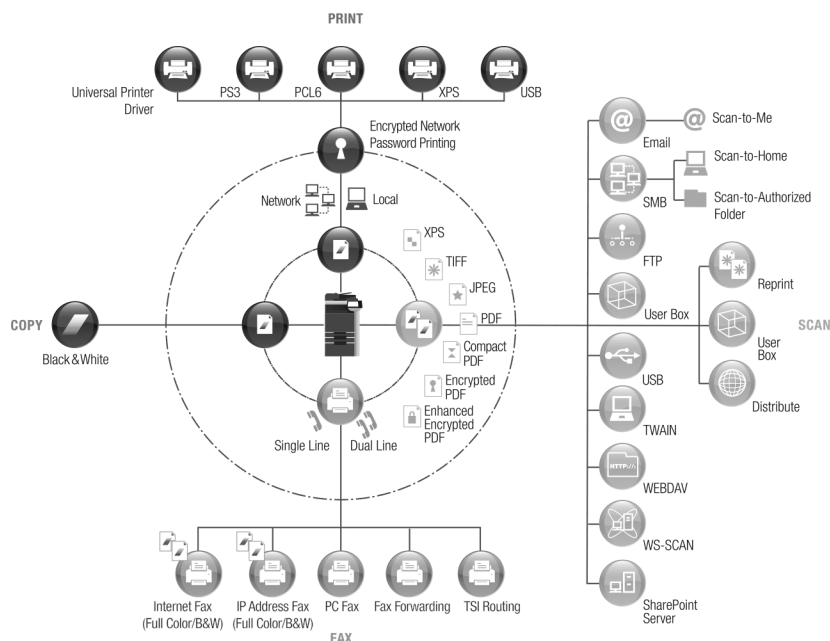 PRINT
Universal Printer
Driver
PS3
PCL6
XPS
USB
Encrypted Network
Password Printing
Network
Local
XPS
TIFF
JPEG
PDF
Compact
PDF
Encrypted
PDF
Enhanced
Encrypted
PDF
COPY
Black & White
Single Line
Dual Line
Email
Scan-to-Me
SMB
Scan-to-Home
Scan-to-Authorized
Folder
FTP
User Box
Reprint
User
Box
Distribute
SCAN
USB
TWAIN
HTTP://
WEBDAV
WS-SCAN
SharePoint
Server
Internet Fax
(Full Color/B&W)
IP Address Fax
(Full Color/B&W)
PC Fax
Fax Forwarding
TSI Routing
FAX